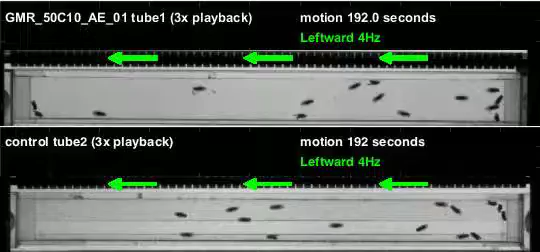 GMR_50C10_AE_01 tube1 (3x playback)
motion 192.0 seconds
Leftward 4Hz
control tube2 (3x playback)
motion 192 seconds
Leftward 4Hz